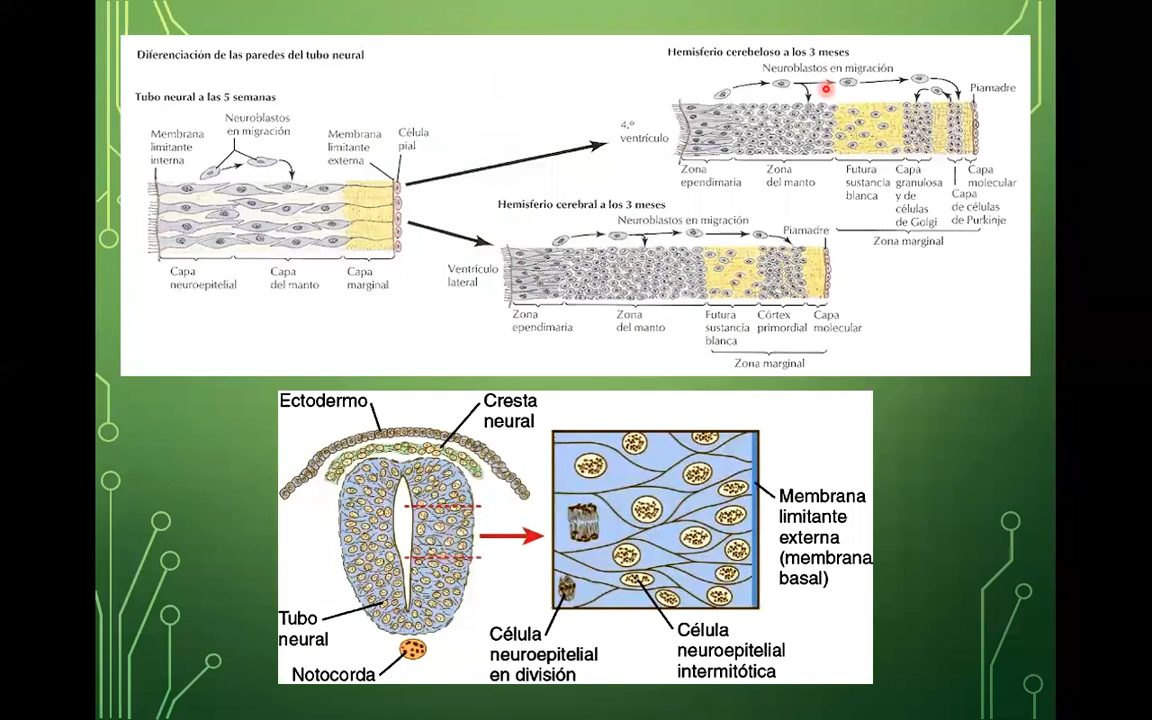 Diferenciación de las paredes del tubo neural
Tubo neural a las 5 semanas
Neuroblastos
en migración
Membrana
limitante
interna
Membrana
limitante
externa
Célula
pial
Capa
neuroepitelial
Capa
del manto
Capa
marginal
Hemisferio cerebeloso a los 3 meses
Neuroblastos en migración
Piamadre
4.º
ventrículo
Zona
ependimaria
Zona
del manto
Futura
sustancia
blanca
Capa
granulosa
y de
células
de Golgi
Capa
de células
de Purkinje
Capa
molecular
Zona marginal
Hemisferio cerebral a los 3 meses
Neuroblastos en migración
Piamadre
Ventrículo
lateral
Zona
ependimaria
Zona
del manto
Futura
sustancia
blanca
Córtex
primordial
Capa
molecular
Zona marginal
Ectodermo
Cresta
neural
Tubo
neural
Notocorda
Célula
neuroepitelial
en división
Célula
neuroepitelial
intermitótica
Membrana
limitante
externa
(membrana
basal)